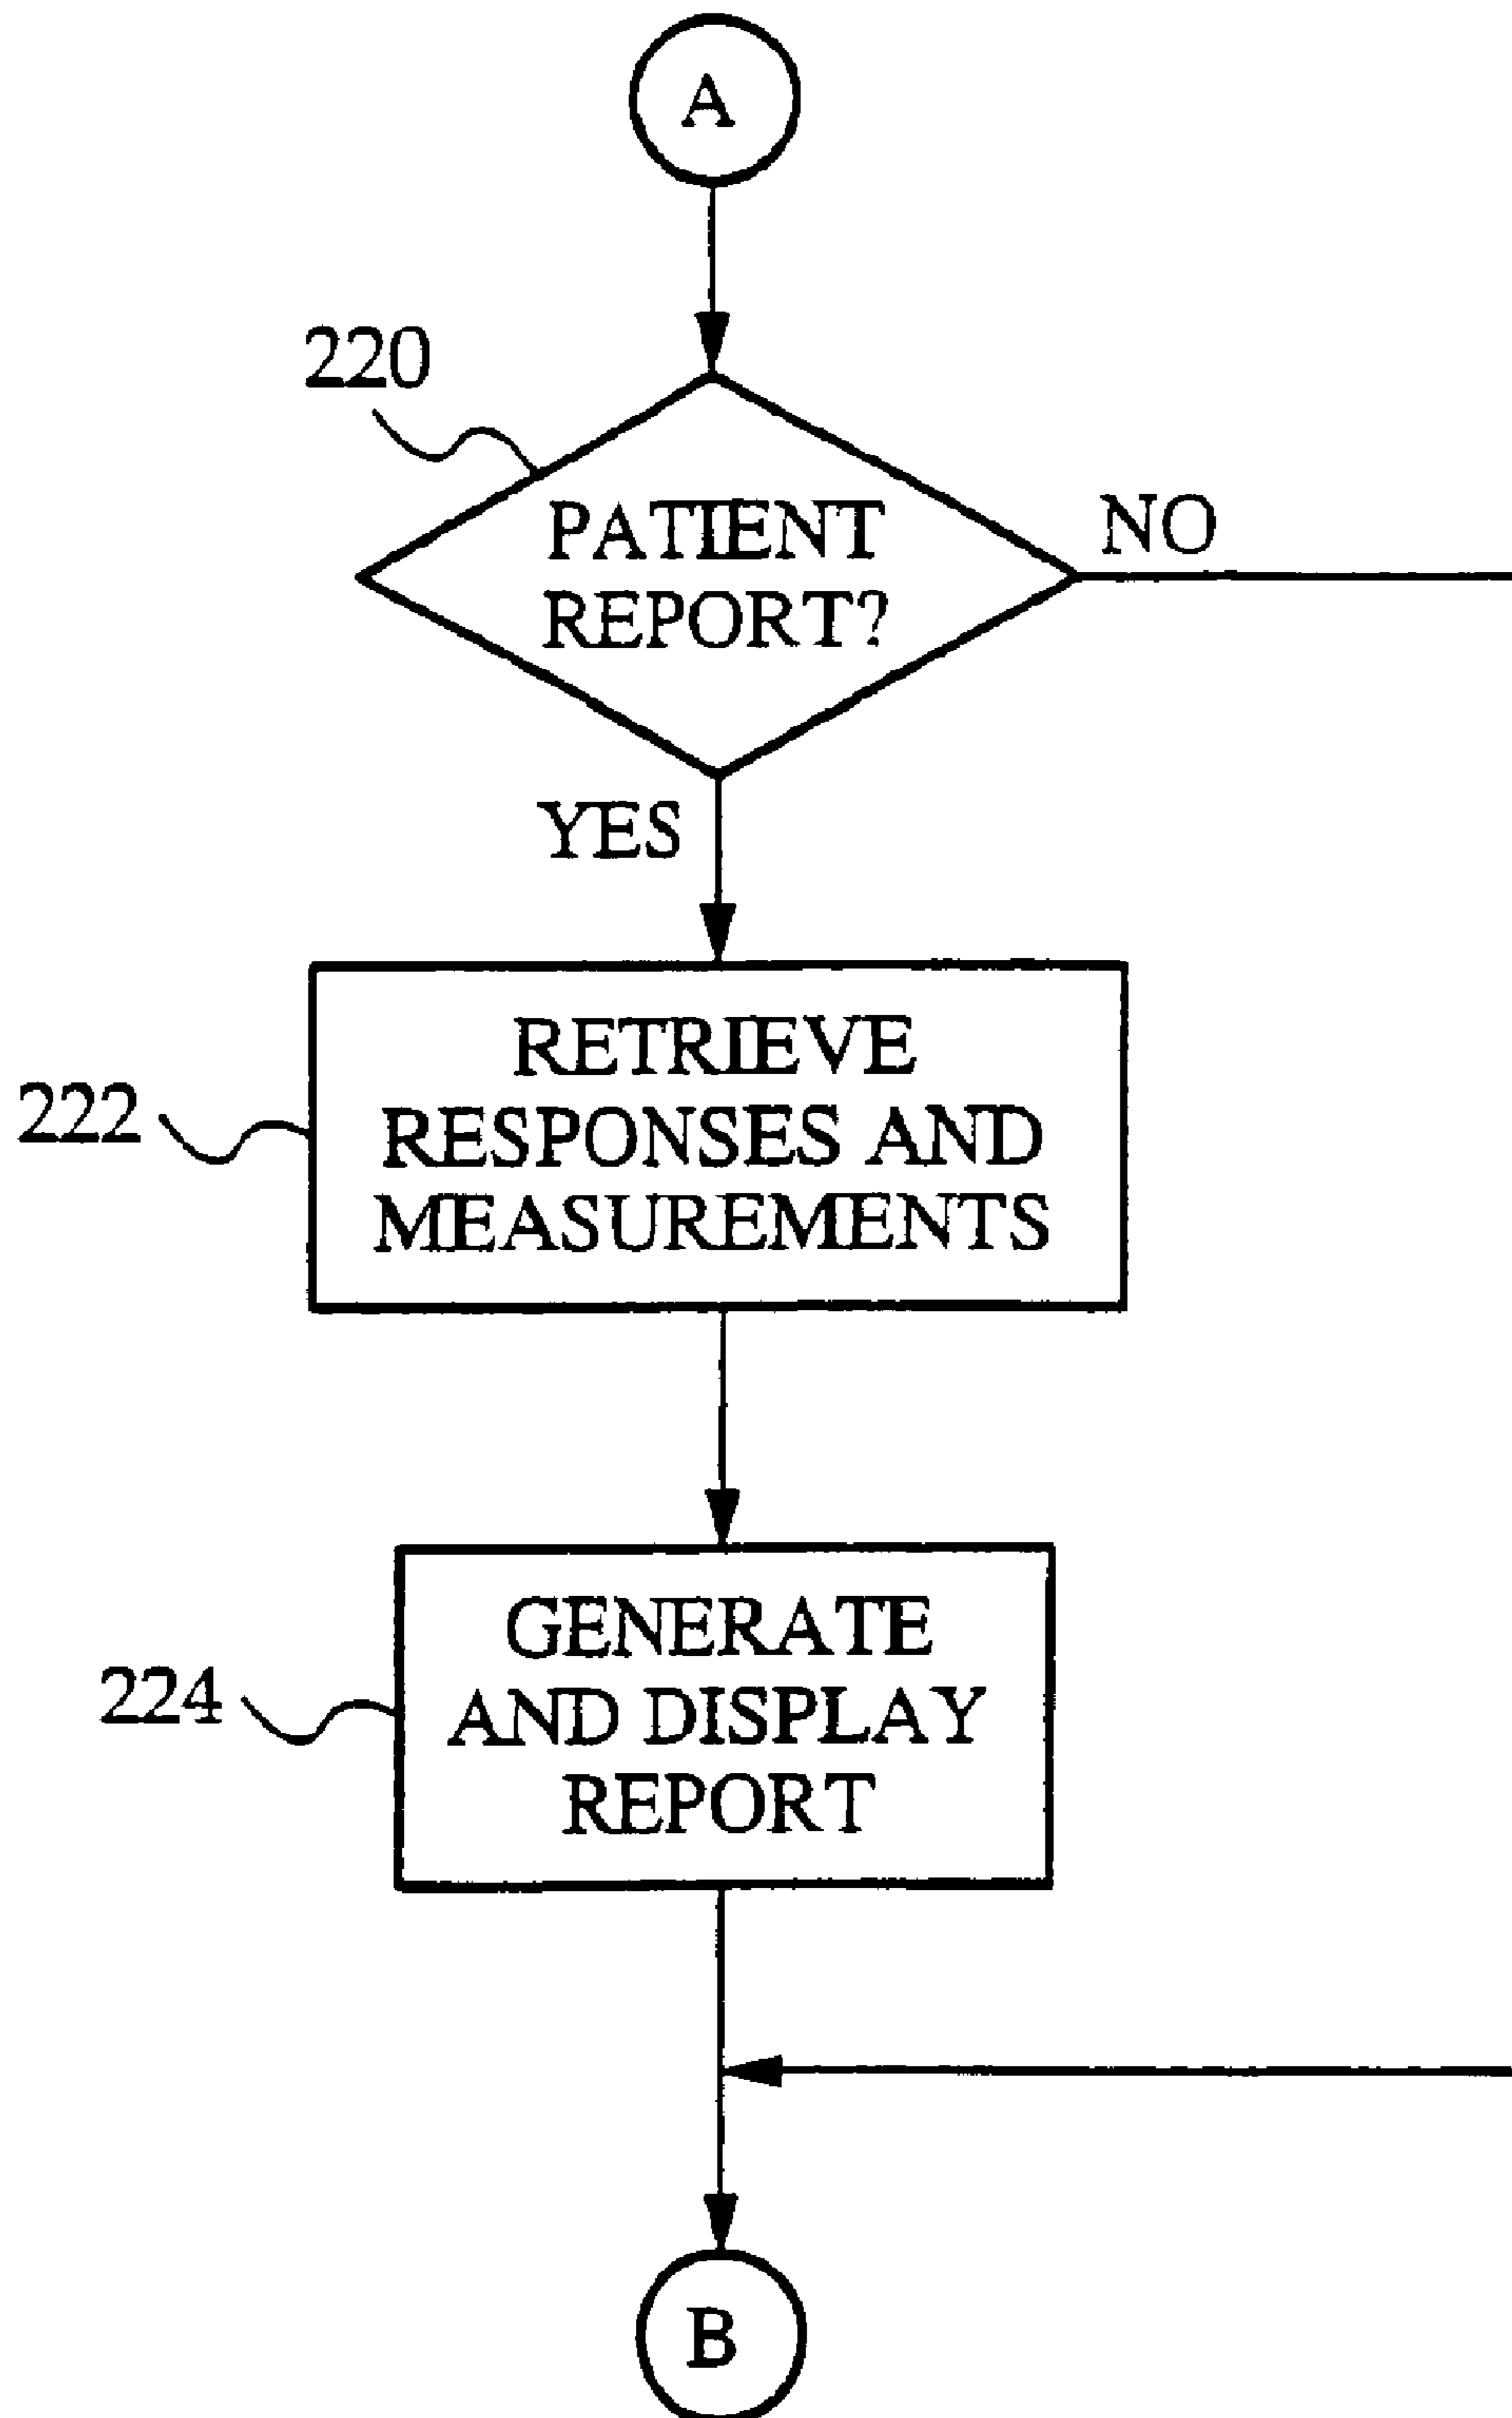 A
220
PATIENT
REPORT?
NO
YES
222
RETRIEVE
RESPONSES AND
MEASUREMENTS
224
GENERATE
AND DISPLAY
REPORT
B